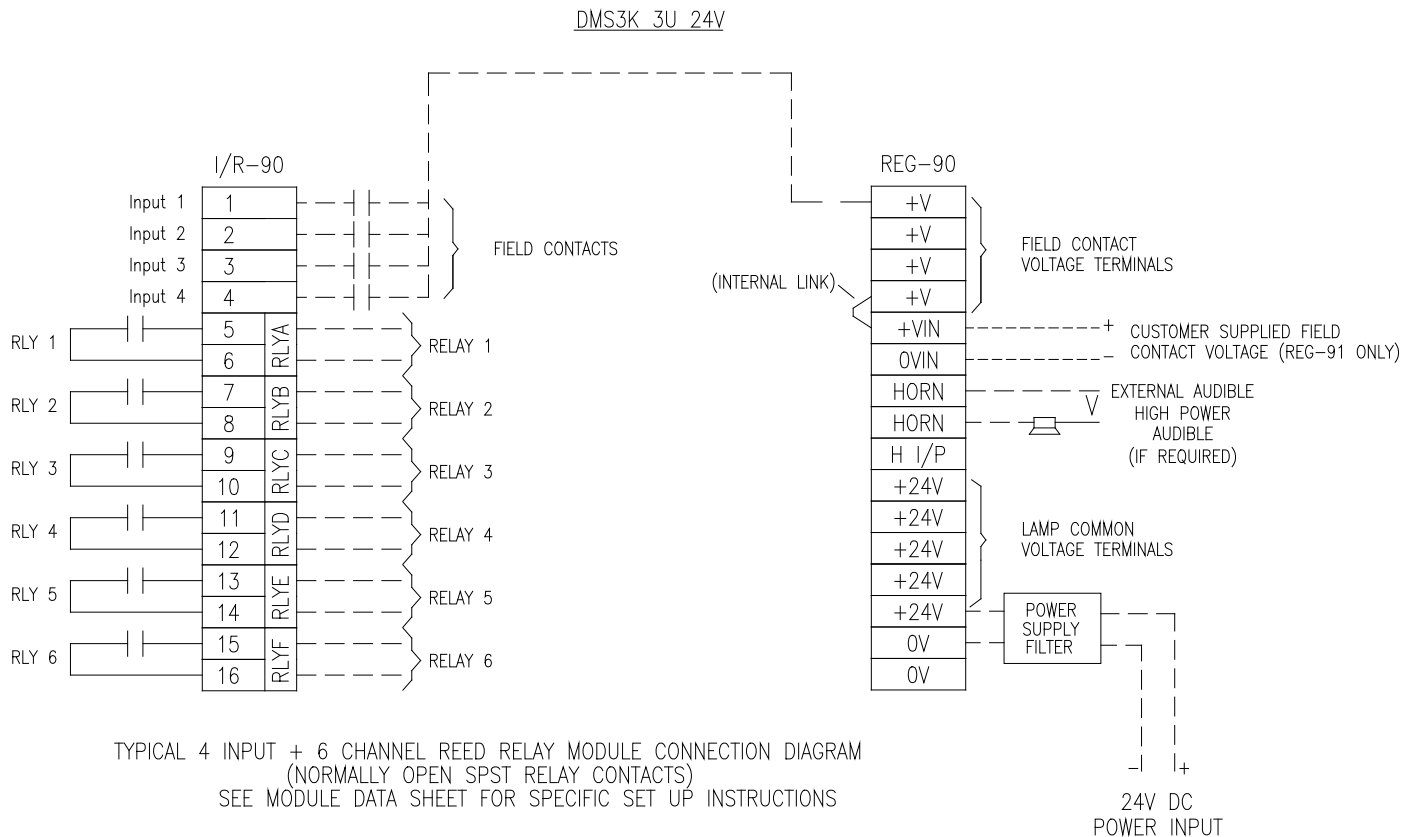 DMS3K 3U 24V
I/R-90
Input 1
1
Input 2
2
Input 3
3
Input 4
4
FIELD CONTACTS
RLY 1
5
6
RLYA
RELAY 1
RLY 2
7
8
RLYB
RELAY 2
RLY 3
9
10
RLYC
RELAY 3
RLY 4
11
12
RLYD
RELAY 4
RLY 5
13
14
RLYE
RELAY 5
RLY 6
15
16
RLYF
RELAY 6
REG-90
+V
+V
+V
+V
FIELD CONTACT
VOLTAGE TERMINALS
(INTERNAL LINK)
+VIN
0VIN
+
-
CUSTOMER SUPPLIED FIELD
CONTACT VOLTAGE (REG-91 ONLY)
HORN
HORN
V
EXTERNAL AUDIBLE
HIGH POWER
AUDIBLE
(IF REQUIRED)
H I/P
+24V
+24V
+24V
+24V
+24V
LAMP COMMON
VOLTAGE TERMINALS
0V
0V
POWER
SUPPLY
FILTER
- +
24V DC
POWER INPUT
TYPICAL 4 INPUT + 6 CHANNEL REED RELAY MODULE CONNECTION DIAGRAM
(NORMALLY OPEN SPST RELAY CONTACTS)
SEE MODULE DATA SHEET FOR SPECIFIC SET UP INSTRUCTIONS